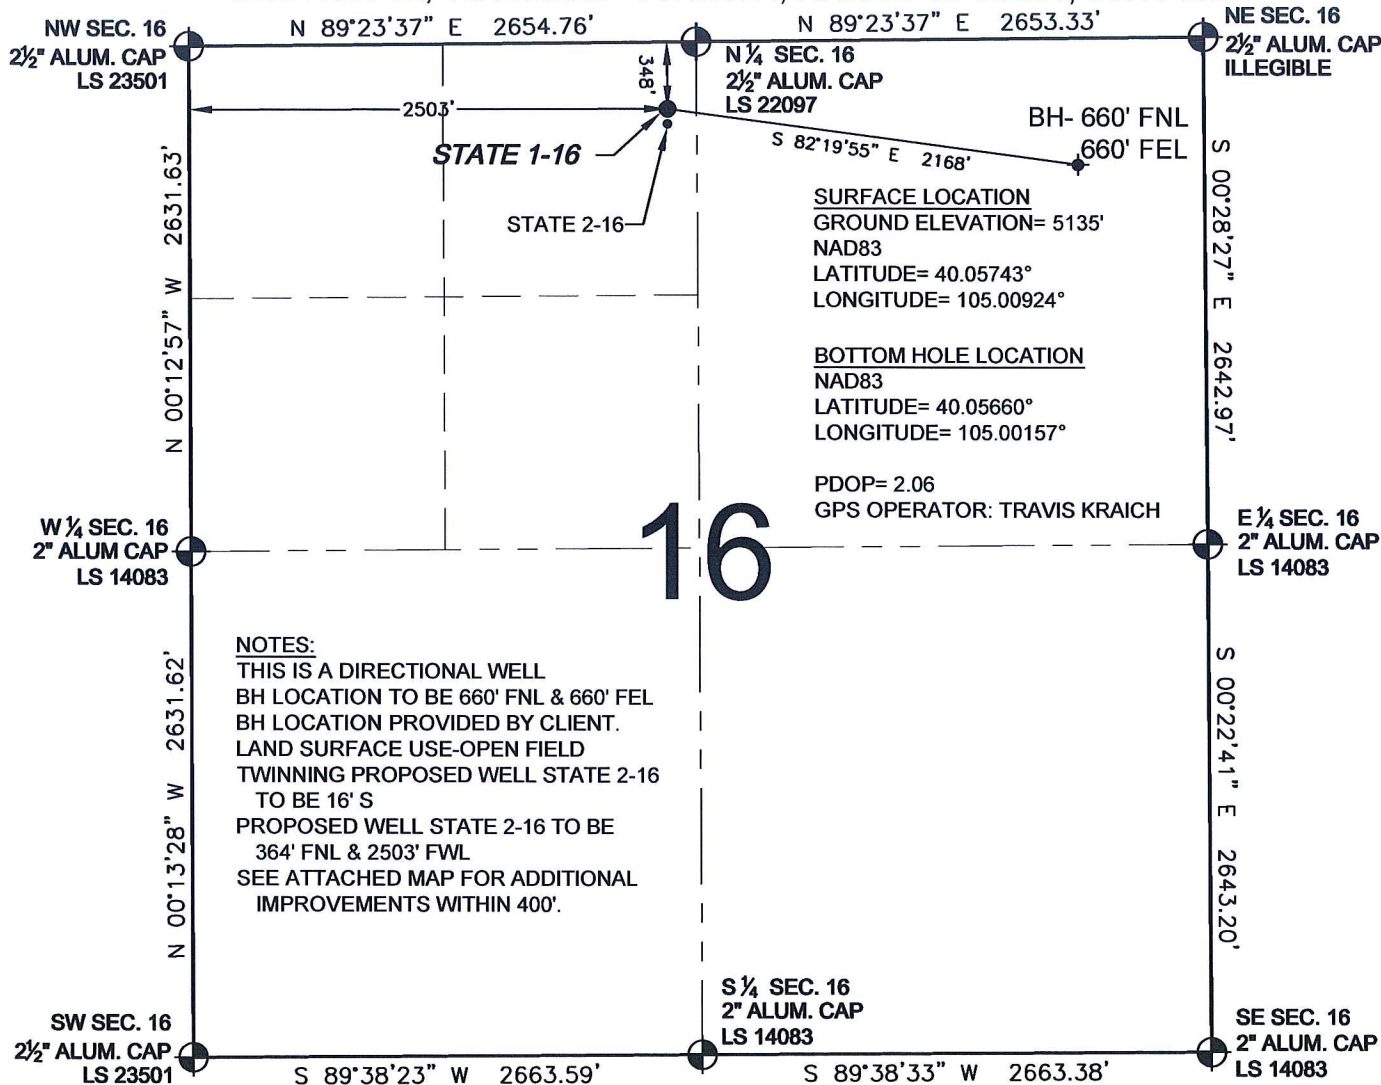 NW SEC. 16
2½" ALUM. CAP
LS 23501
N 89°23'37" E 2654.76'
N 89°23'37" E 2653.33'
NE SEC. 16
2½" ALUM. CAP
ILLEGIBLE
N ¼ SEC. 16
2½" ALUM. CAP
LS 22097
348'
2503'
STATE 1-16
STATE 2-16
S 82°19'55" E 2168'
BH- 660' FNL
660' FEL
N 00°12'57" W 2631.63'
S 00°28'27" E 2642.97'
SURFACE LOCATION
GROUND ELEVATION= 5135'
NAD83
LATITUDE= 40.05743°
LONGITUDE= 105.00924°
BOTTOM HOLE LOCATION
NAD83
LATITUDE= 40.05660°
LONGITUDE= 105.00157°
PDOP= 2.06
GPS OPERATOR: TRAVIS KRAICH
16
W ¼ SEC. 16
2" ALUM CAP
LS 14083
E ¼ SEC. 16
2" ALUM. CAP
LS 14083
NOTES:
THIS IS A DIRECTIONAL WELL
BH LOCATION TO BE 660' FNL & 660' FEL
BH LOCATION PROVIDED BY CLIENT.
LAND SURFACE USE-OPEN FIELD
TWINNING PROPOSED WELL STATE 2-16
TO BE 16' S
PROPOSED WELL STATE 2-16 TO BE
364' FNL & 2503' FWL
SEE ATTACHED MAP FOR ADDITIONAL
IMPROVEMENTS WITHIN 400'.
N 00°13'28" W 2631.62'
S 00°22'41" E 2643.20'
SW SEC. 16
2½" ALUM. CAP
LS 23501
S 89°38'23" W 2663.59'
S ¼ SEC. 16
2" ALUM. CAP
LS 14083
S 89°38'33" W 2663.38'
SE SEC. 16
2" ALUM. CAP
LS 14083